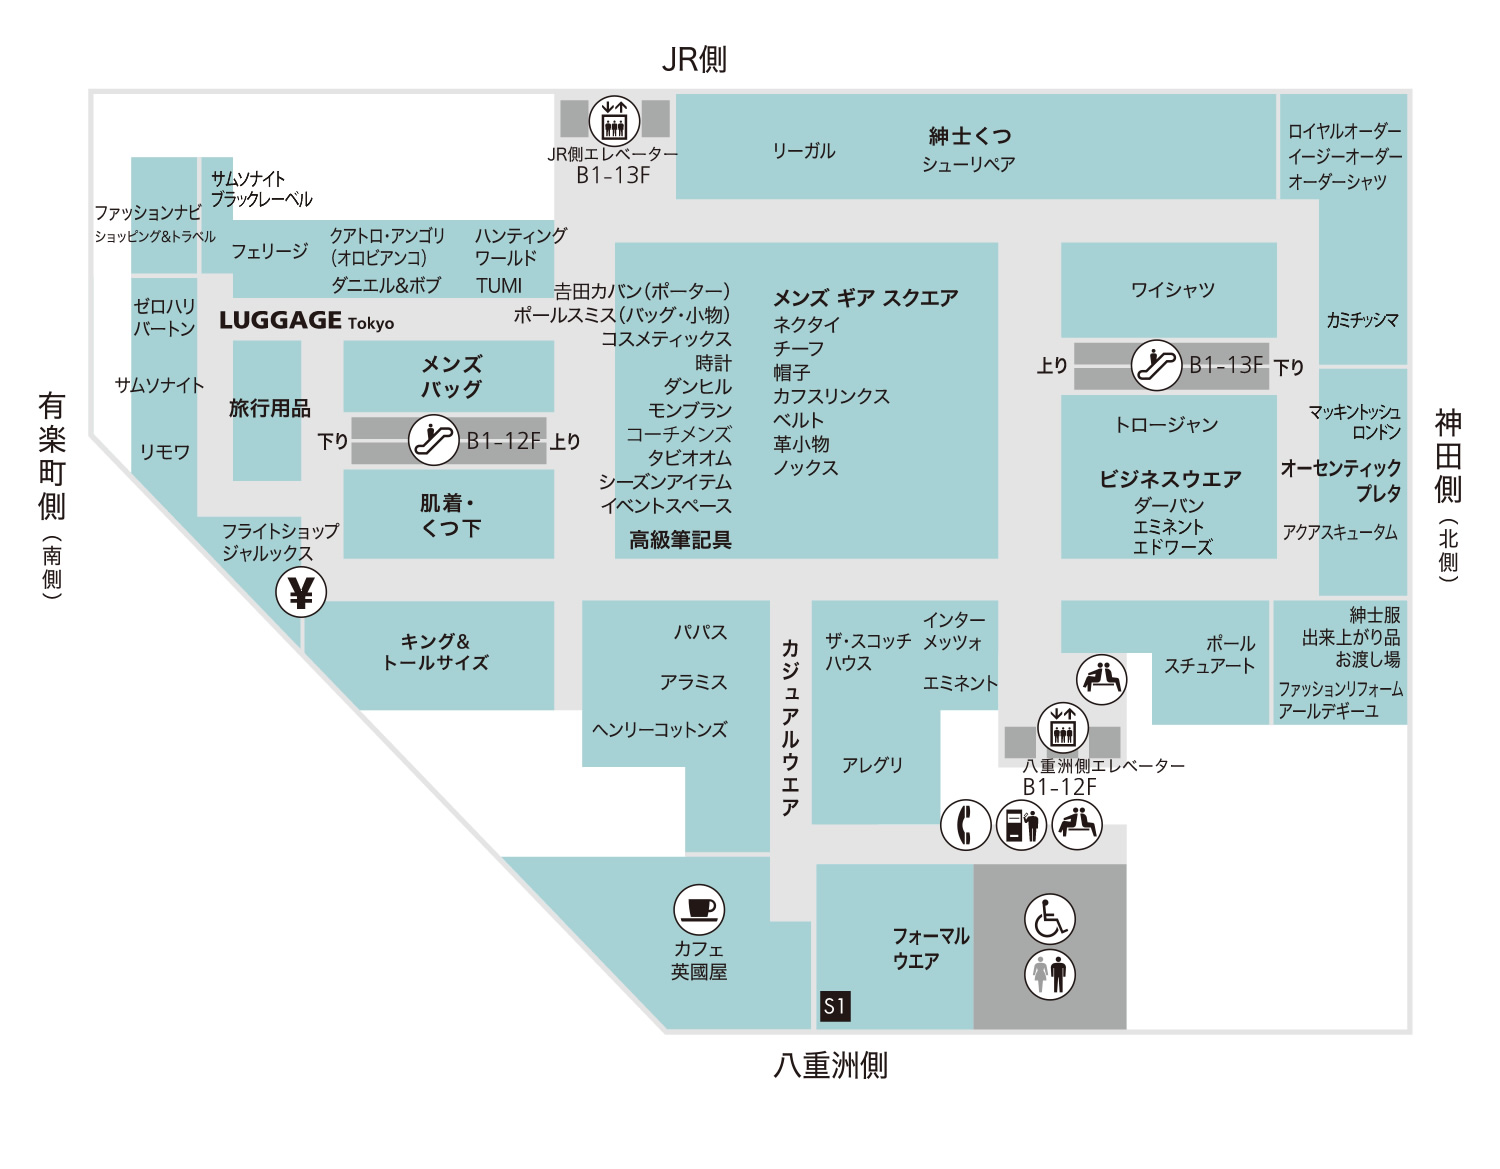 JR側
JR側エレベーター
B1-13F
リーガル
紳士くつ
シューリペア
ロイヤルオーダー
イージーオーダー
オーダーシャツ
カミチッシマ
サムソナイト
ブラックレーベル
ファッションナビ
ショッピング&トラベル
フェリージ
クアトロ・アンゴリ
(オロビアンコ)
ダニエル&ボブ
ハンティング
ワールド
TUMI
ゼロハリ
バートン
サムソナイト
リモワ
LUGGAGE Tokyo
旅行用品
メンズ
バッグ
下り
B1-12F
上り
肌着・
くつ下
フライトショップ
ジャルックス
¥
キング&
トールサイズ
吉田カバン(ポーター)
ポールスミス(バッグ・小物)
コスメティックス
時計
ダンヒル
モンブラン
コーチメンズ
タビオオム
シーズンアイテム
イベントスペース
高級筆記具
メンズ ギア スクエア
ネクタイ
チーフ
帽子
カフスリンクス
ベルト
革小物
ノックス
ワイシャツ
上り
B1-13F
下り
トロージャン
ビジネスウエア
ダーバン
エミネント
エドワーズ
マッキントッシュ
ロンドン
オーセンティック
プレタ
アクアスキュータム
有楽町側(南側)
神田側(北側)
パパス
アラミス
ヘンリーコットンズ
カジュアルウエア
ザ・スコッチ
ハウス
インター
メッツォ
エミネント
アレグリ
ポール
スチュアート
紳士服
出来上がり品
お渡し場
ファッションリフォーム
アールデギーユ
八重洲側エレベーター
B1-12F
カフェ
英國屋
フォーマル
ウエア
S1
八重洲側